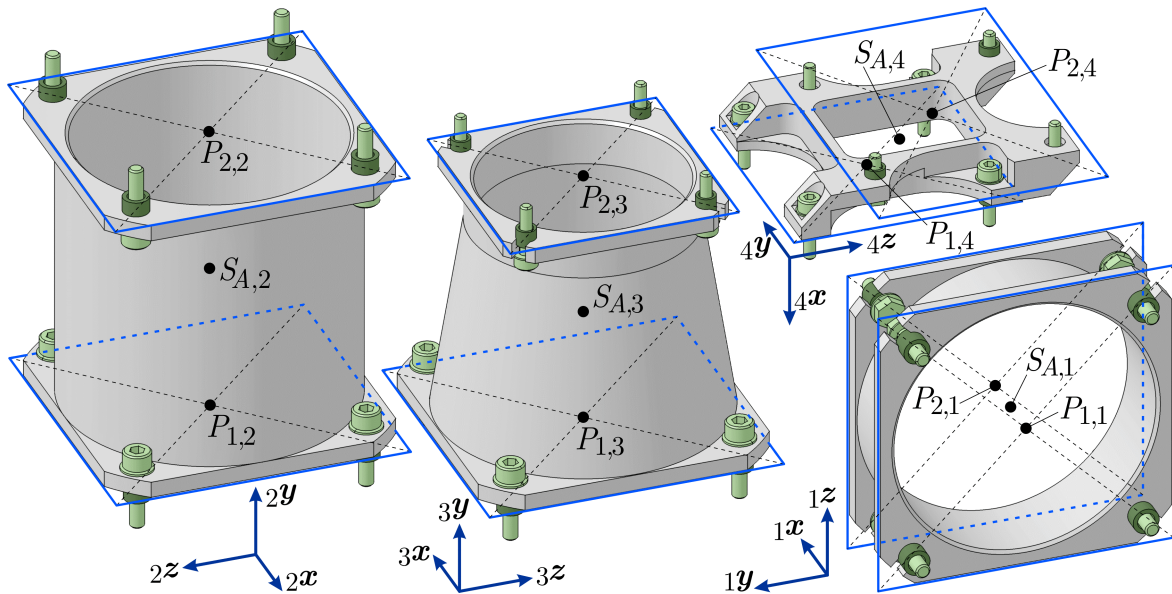 P2,2
SA,2
P1,2
2y
2z
2x
P2,3
SA,3
P1,3
3y
3x
3z
SA,4
P2,4
P1,4
4y
4z
4x
SA,1
P2,1
P1,1
1z
1x
1y